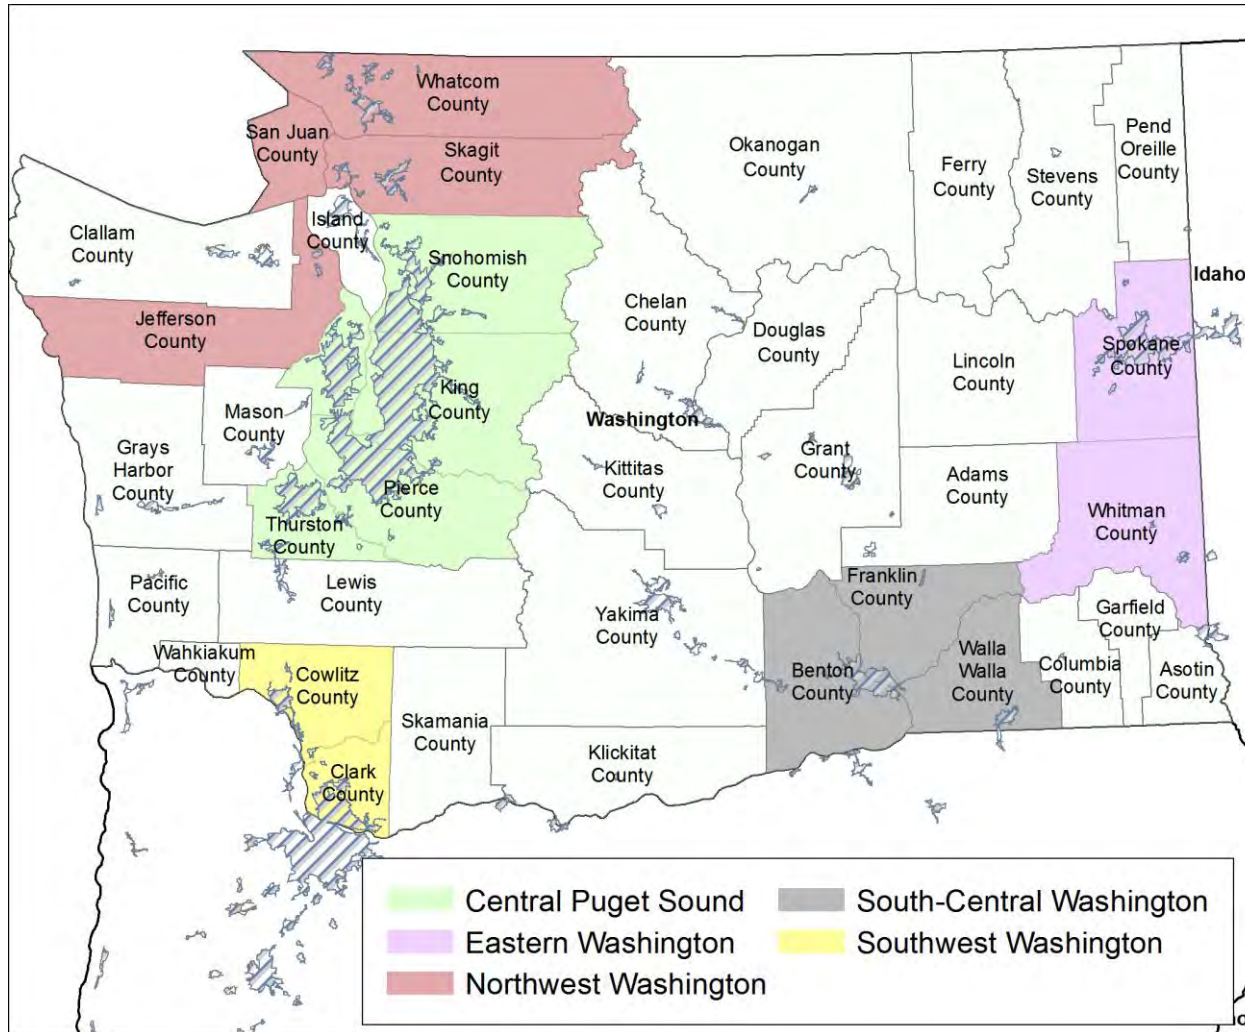 Whatcom
County
San Juan
County
Skagit
County
Okanogan
County
Ferry
County
Stevens
County
Pend
Oreille
County
Island
County
Clallam
County
Snohomish
County
Idaho
Jefferson
County
Chelan
County
Douglas
County
Lincoln
County
Spokane
County
King
County
Mason
County
Washington
Grays
Harbor
County
Kittitas
County
Grant
County
Adams
County
Pierce
County
Whitman
County
Thurston
County
Pacific
County
Lewis
County
Franklin
County
Yakima
County
Garfield
County
Wahkiakum
County
Cowlitz
County
Benton
County
Walla
Walla
County
Columbia
County
Asotin
County
Skamania
County
Klickitat
County
Clark
County
Central Puget Sound
South-Central Washington
Eastern Washington
Southwest Washington
Northwest Washington